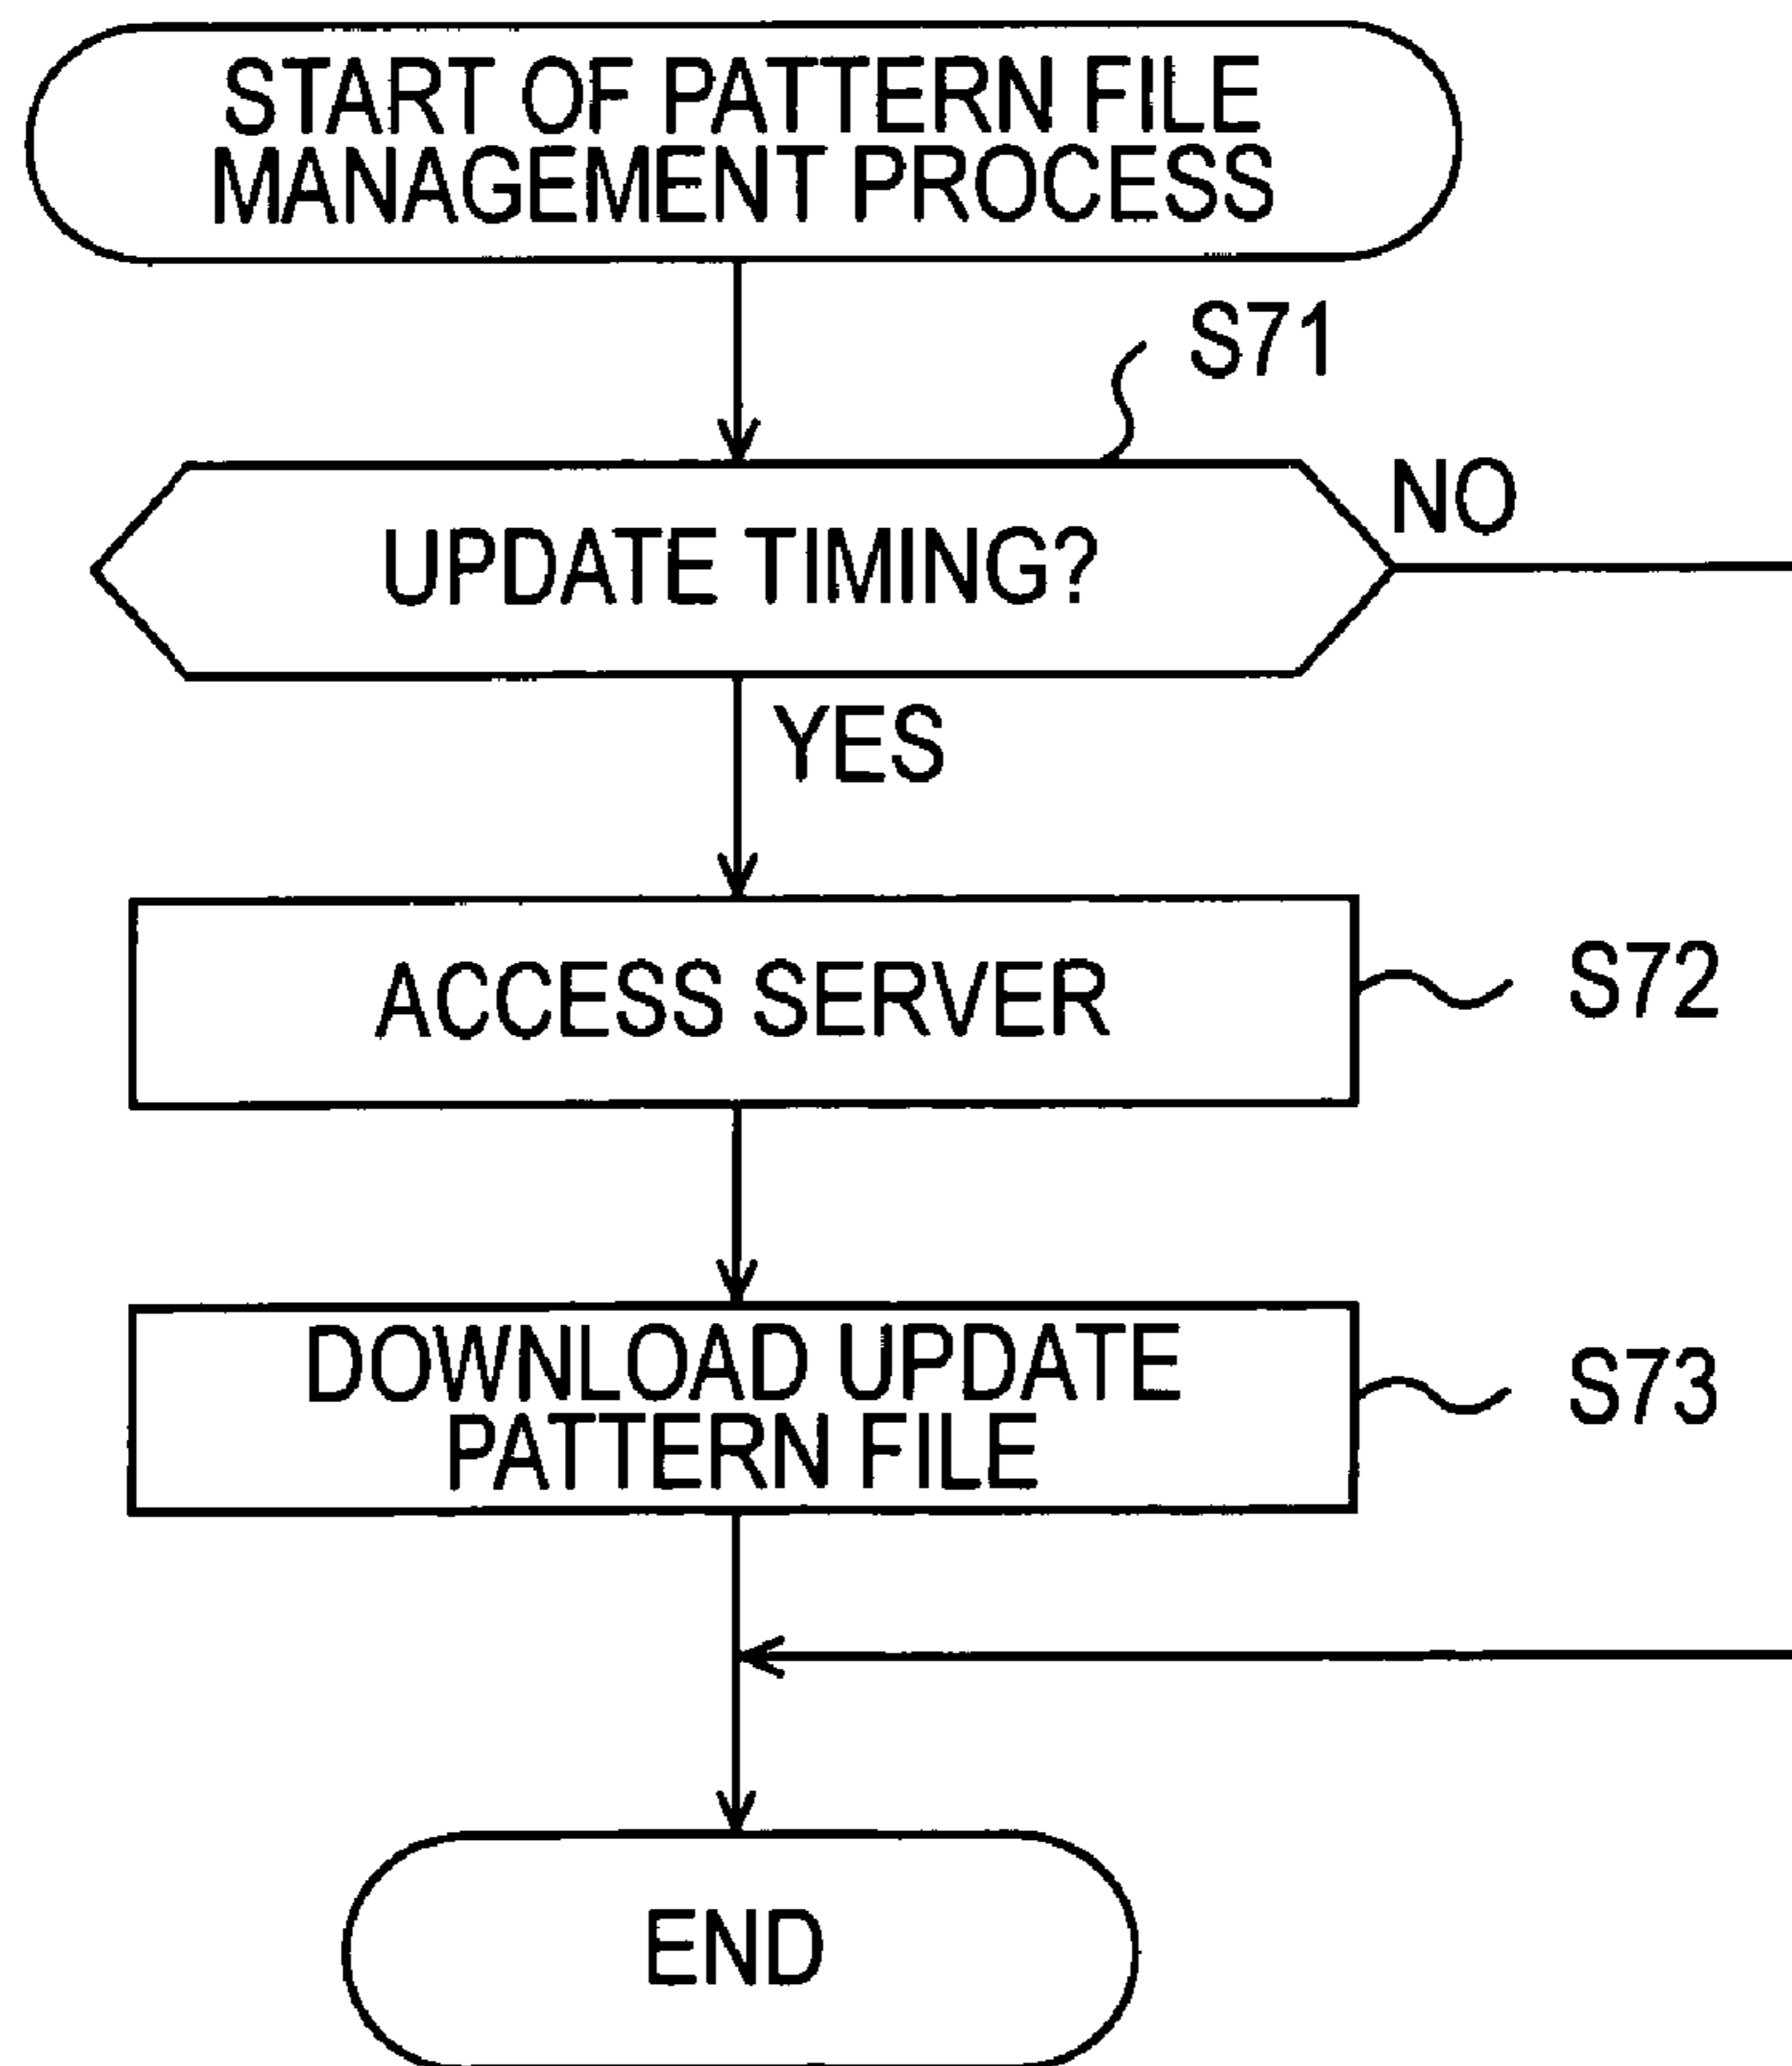 START OF PATTERN FILE
MANAGEMENT PROCESS
S71
UPDATE TIMING?
NO
YES
ACCESS SERVER
S72
DOWNLOAD UPDATE
PATTERN FILE
S73
END